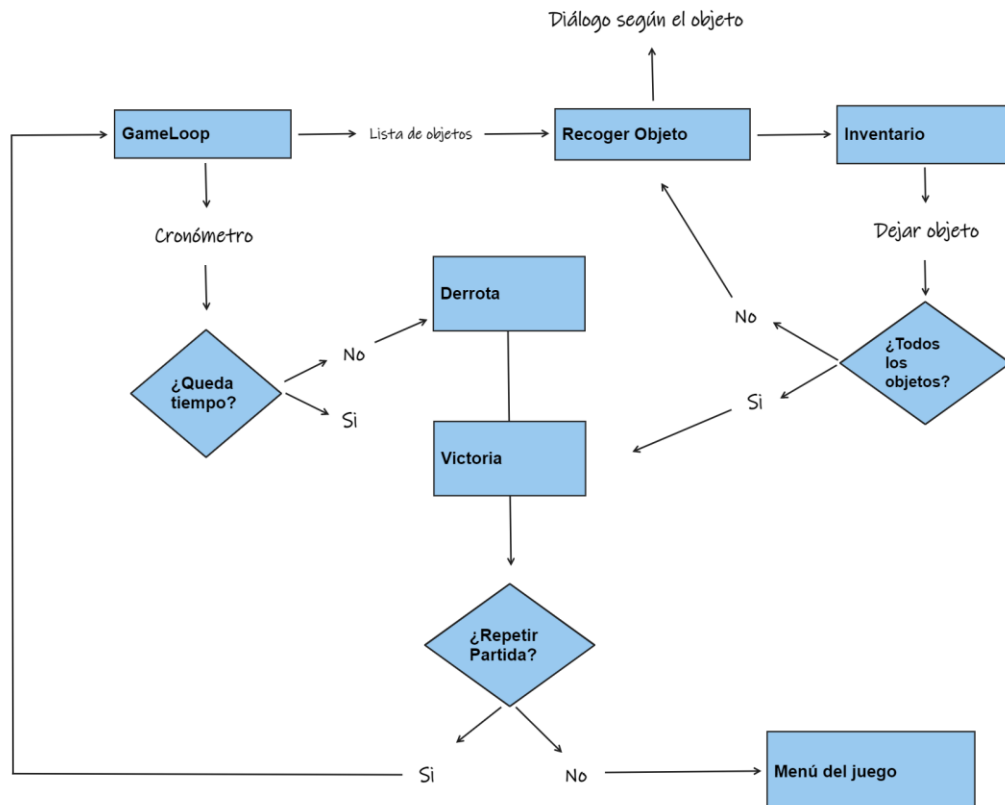 Diálogo según el objeto
GameLoop
Lista de objetos
Recoger Objeto
Inventario
Cronómetro
Dejar objeto
Derrota
¿Queda
tiempo?
No
Si
No
¿Todos
los
objetos?
Si
Victoria
¿Repetir
Partida?
Si
No
Menú del juego